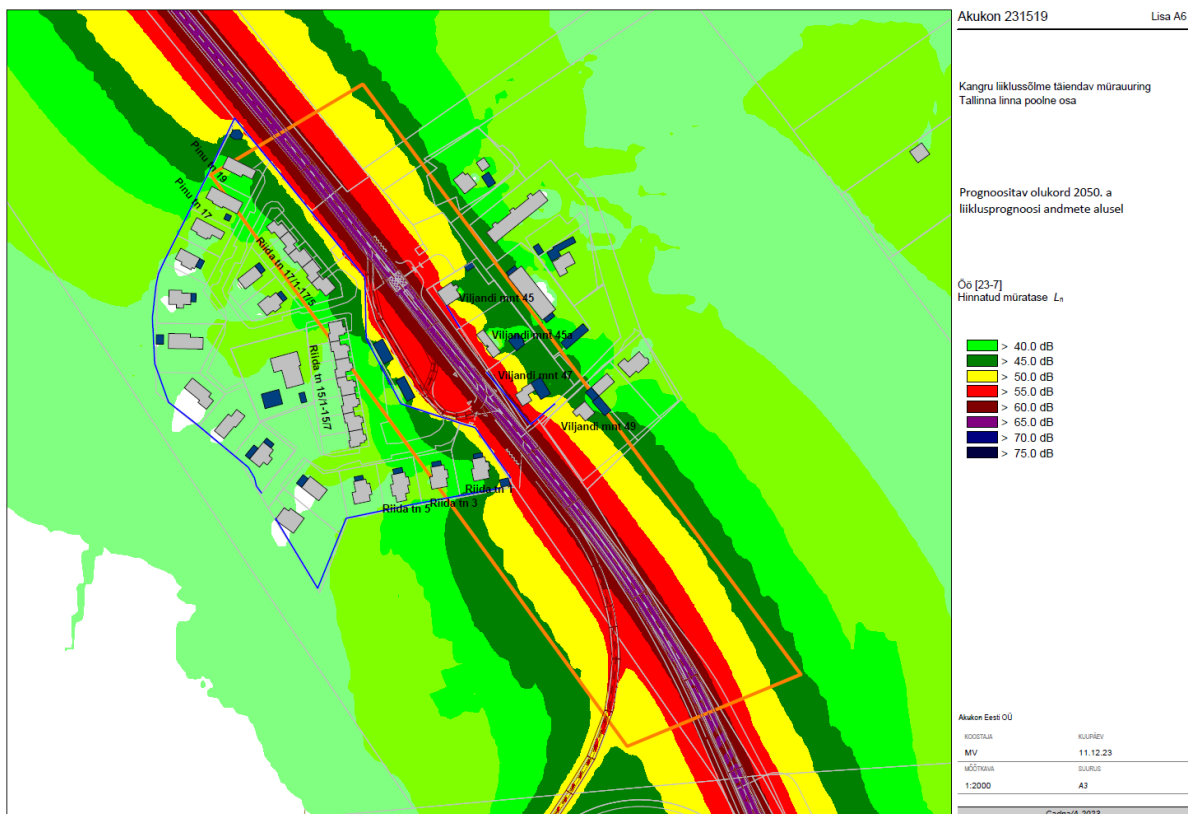 Akukon 231519
Lisa A6
Kangru liiklussõlme täiendav mürauuring
Tallinna linna poolne osa
Prognoositav olukord 2050. a
liiklusprognoosi andmete alusel
Öö [23-7]
Hinnatud müratase Ln
> 40.0 dB
> 45.0 dB
> 50.0 dB
> 55.0 dB
> 60.0 dB
> 65.0 dB
> 70.0 dB
> 75.0 dB
Pinu tn 19
Pinu tn 17
Riida tn 17/1-17/5
Riida tn 15/1-15/7
Viljandi mnt 45
Viljandi mnt 45a
Viljandi mnt 47
Viljandi mnt 49
Riida tn 1
Riida tn 3
Riida tn 5
Akukon Eesti OÜ
KOOSTAJA
KUUPÄEV
MV
11.12.23
MÕÕTKAVA
SUURUS
1:2000
A3
CadnaA 2023